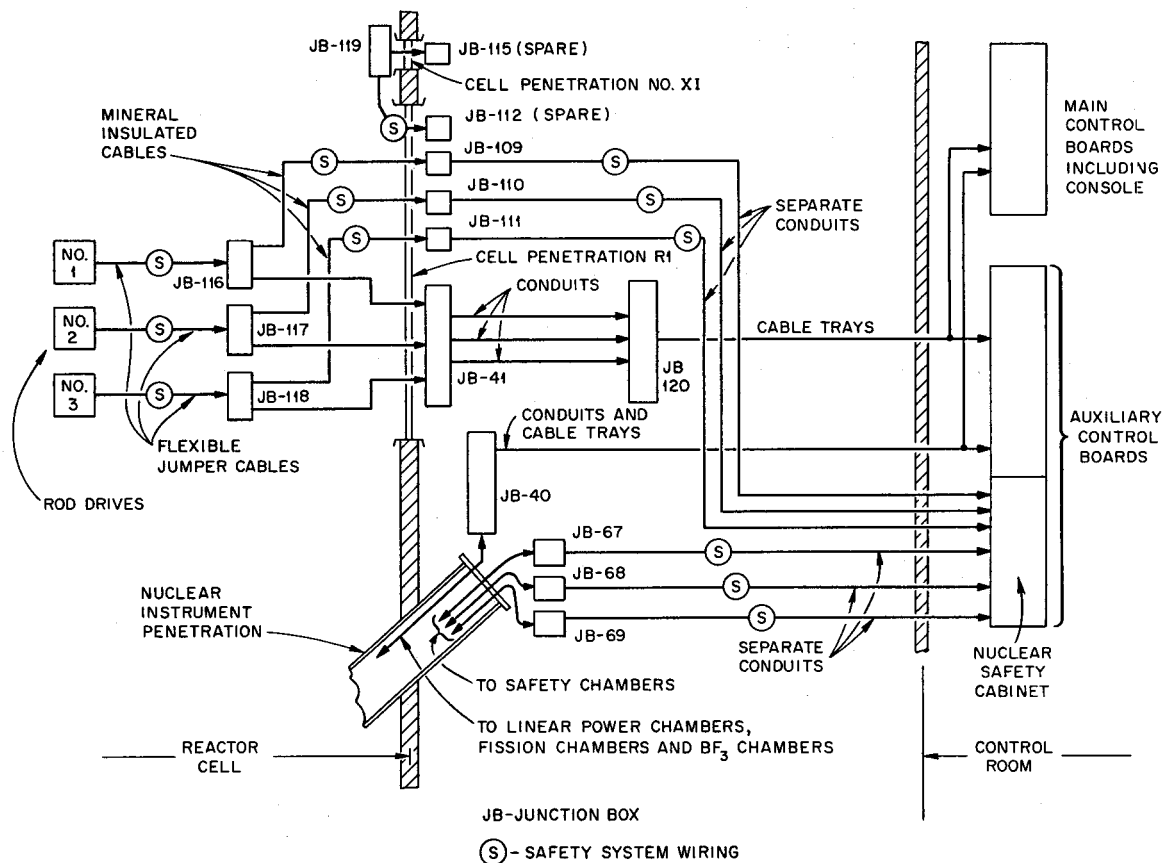 JB-119
JB-115 (SPARE)
CELL PENETRATION NO. XI
MINERAL
INSULATED
CABLES
S
JB-112 (SPARE)
MAIN
CONTROL
BOARDS
INCLUDING
CONSOLE
S
JB-109
S
S
JB-110
S
SEPARATE
CONDUITS
S
JB-111
S
NO.
1
S
JB-116
CELL PENETRATION R1
CONDUITS
NO.
2
S
JB-117
CABLE TRAYS
NO.
3
S
JB-118
JB-41
JB
120
FLEXIBLE
JUMPER CABLES
CONDUITS AND
CABLE TRAYS
AUXILIARY
CONTROL
BOARDS
ROD DRIVES
JB-40
JB-67
S
NUCLEAR
INSTRUMENT
PENETRATION
JB-68
S
JB-69
S
SEPARATE
CONDUITS
NUCLEAR
SAFETY
CABINET
TO SAFETY CHAMBERS
TO LINEAR POWER CHAMBERS,
FISSION CHAMBERS AND BF3 CHAMBERS
REACTOR
CELL
CONTROL
ROOM
JB-JUNCTION BOX
S - SAFETY SYSTEM WIRING